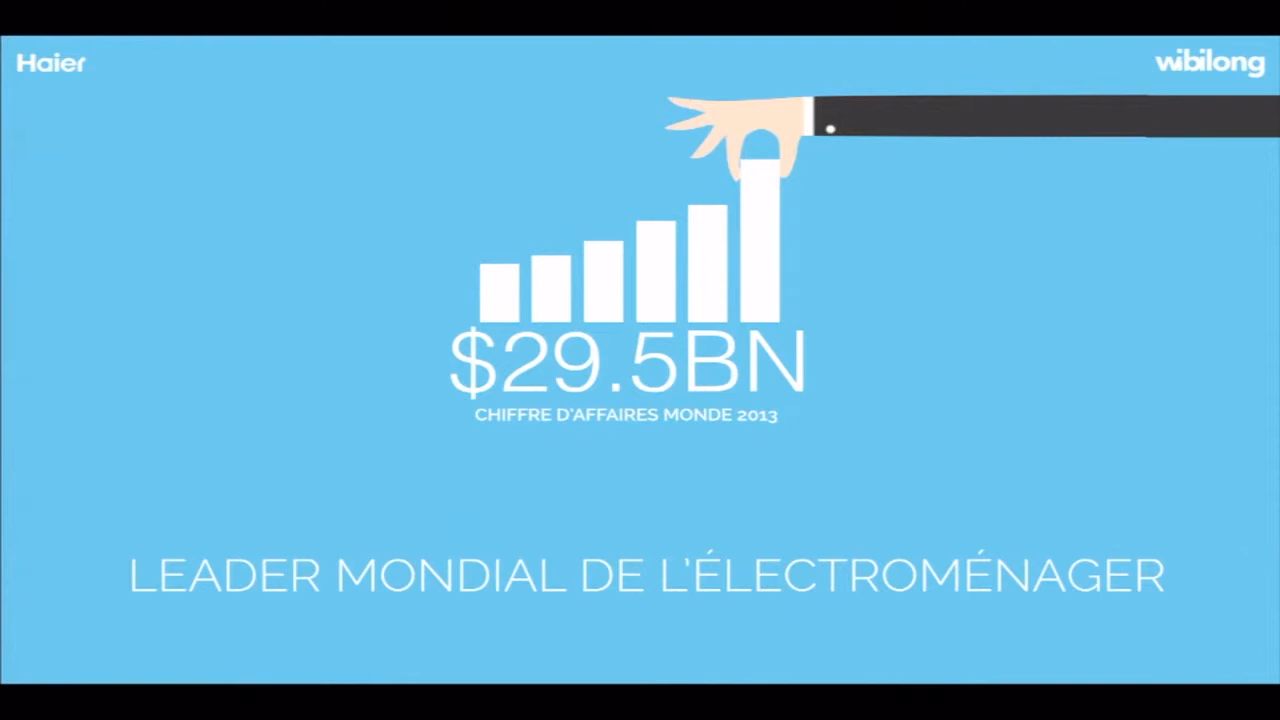 Haier
wibilong
$29.5BN
CHIFFRE D'AFFAIRES MONDE 2013
LEADER MONDIAL DE L'ÉLECTROMÉNAGER